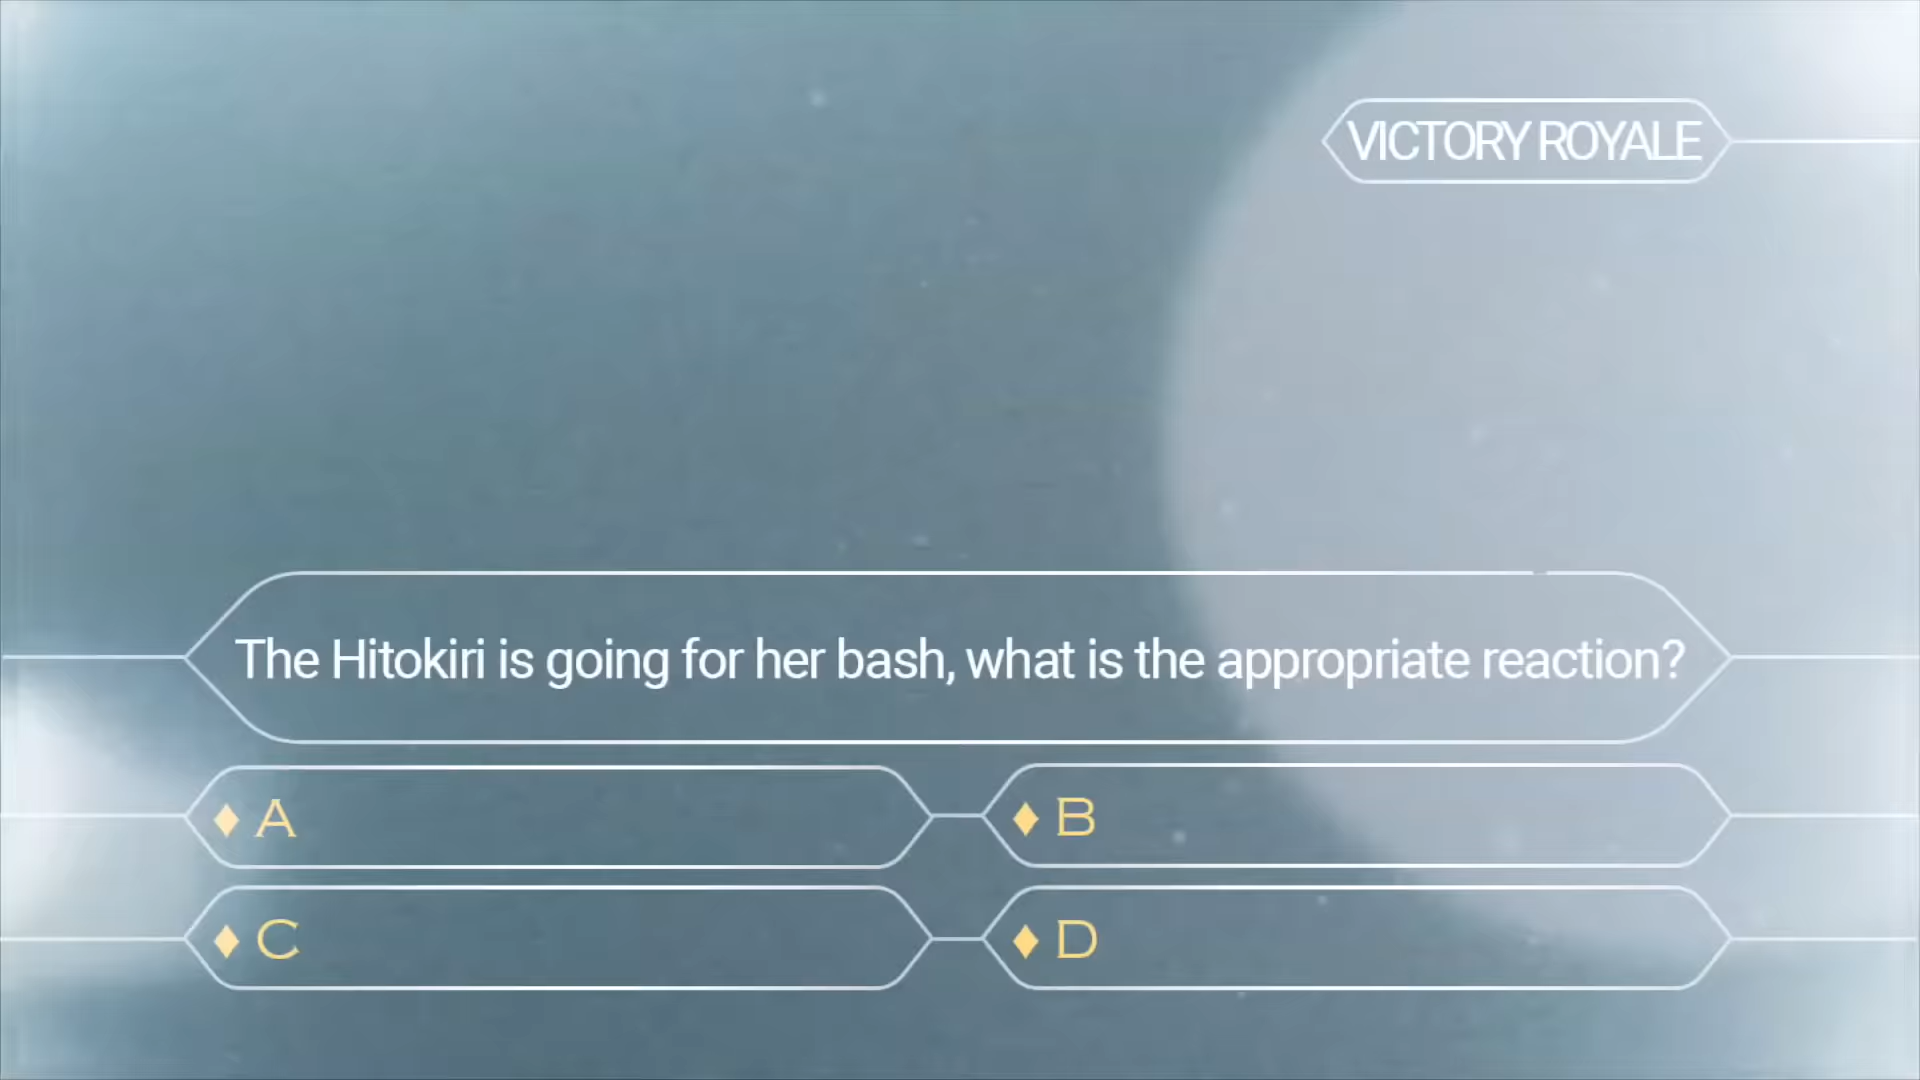 VICTORY ROYALE
The Hitokiri is going for her bash, what is the appropriate reaction?
A
B
C
D